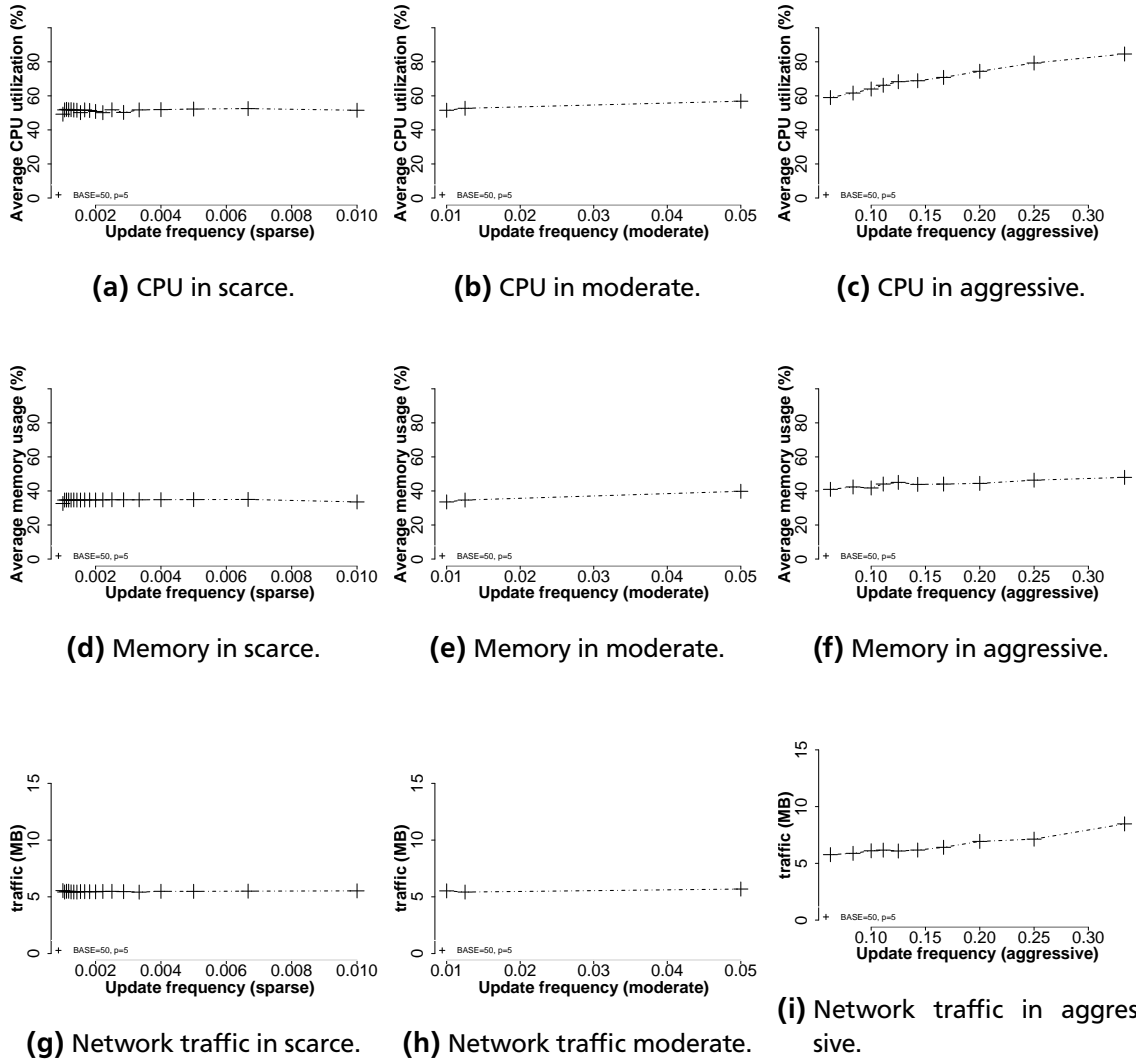 Average CPU utilization (%)
0 20 40 60 80
+ BASE=50, p=5
0.002 0.004 0.006 0.008 0.010
Update frequency (sparse)
(a) CPU in scarce.
Average CPU utilization (%)
0 20 40 60 80
+ BASE=50, p=5
0.01 0.02 0.03 0.04 0.05
Update frequency (moderate)
(b) CPU in moderate.
Average CPU utilization (%)
0 20 40 60 80
+ BASE=50, p=5
0.10 0.15 0.20 0.25 0.30
Update frequency (aggressive)
(c) CPU in aggressive.
Average memory usage (%)
0 20 40 60 80
+ BASE=50, p=5
0.002 0.004 0.006 0.008 0.010
Update frequency (sparse)
(d) Memory in scarce.
Average memory usage (%)
0 20 40 60 80
+ BASE=50, p=5
0.01 0.02 0.03 0.04 0.05
Update frequency (moderate)
(e) Memory in moderate.
Average memory usage (%)
0 20 40 60 80
+ BASE=50, p=5
0.10 0.15 0.20 0.25 0.30
Update frequency (aggressive)
(f) Memory in aggressive.
traffic (MB)
0 5 10 15
+ BASE=50, p=5
0.002 0.004 0.006 0.008 0.010
Update frequency (sparse)
(g) Network traffic in scarce.
traffic (MB)
0 5 10 15
+ BASE=50, p=5
0.01 0.02 0.03 0.04 0.05
Update frequency (moderate)
(h) Network traffic moderate.
traffic (MB)
0 5 10 15
+ BASE=50, p=5
0.10 0.15 0.20 0.25 0.30
Update frequency (aggressive)
(i) Network traffic in aggres
sive.